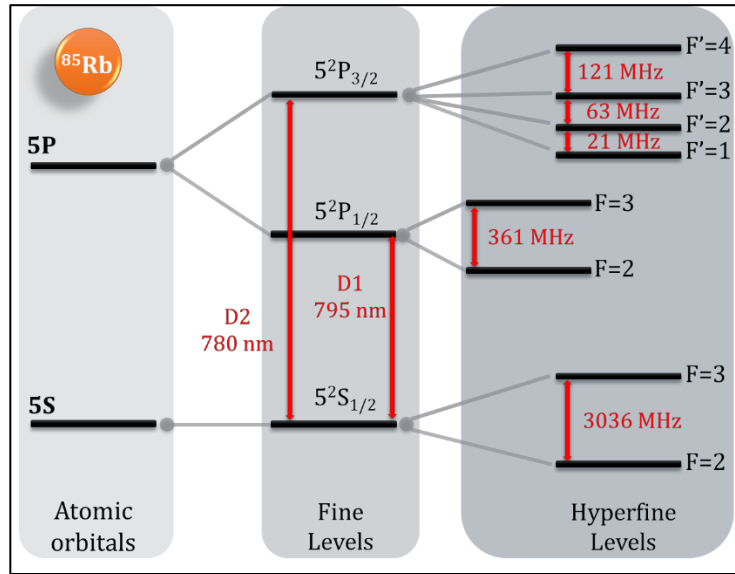 ⁸⁵Rb
5P
5S
Atomic
orbitals
5²P₃/₂
5²P₁/₂
D2
780 nm
D1
795 nm
5²S₁/₂
Fine
Levels
F'=4
121 MHz
F'=3
63 MHz
F'=2
21 MHz
F'=1
F=3
361 MHz
F=2
F=3
3036 MHz
F=2
Hyperfine
Levels